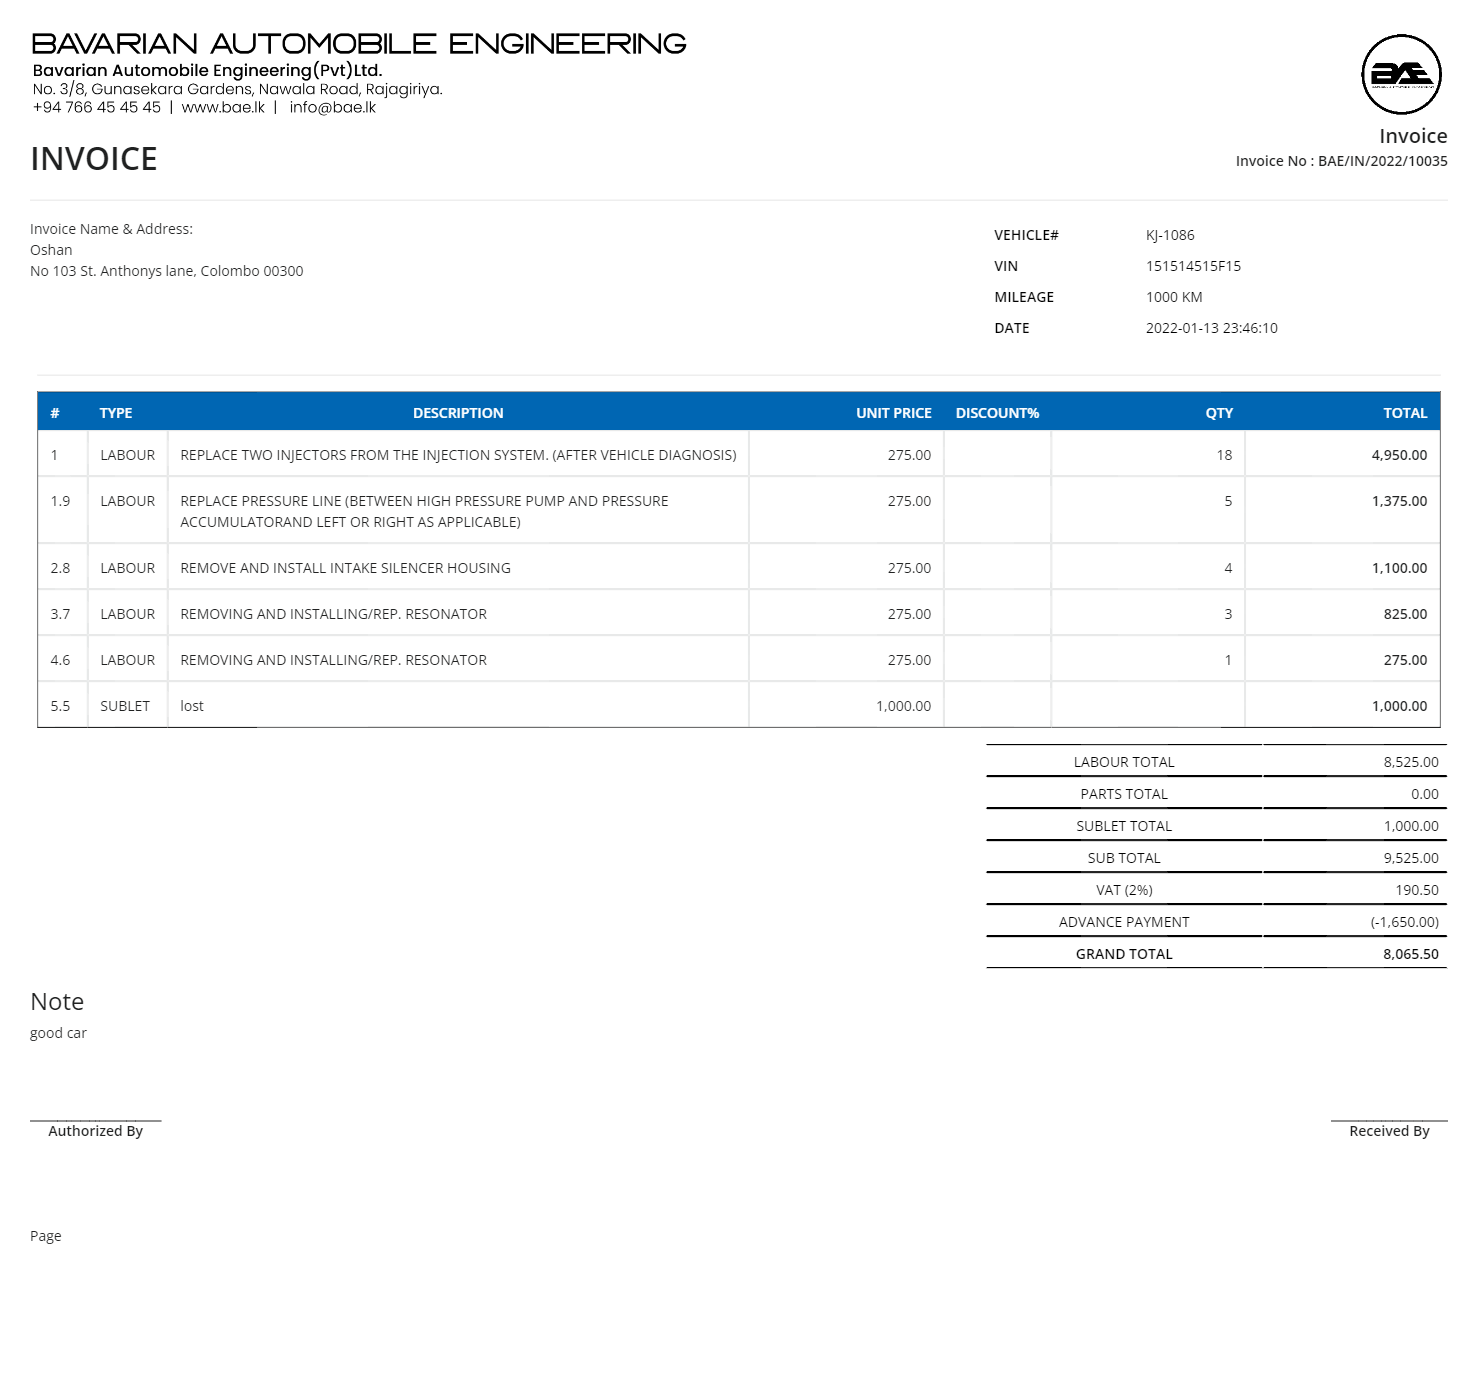 BAVARIAN AUTOMOBILE ENGINEERING
Bavarian Automobile Engineering(Pvt)Ltd.
No. 3/8, Gunasekara Gardens, Nawala Road, Rajagiriya.
+94 766 45 45 45 | www.bae.lk | info@bae.lk
BAE
Invoice
INVOICE
Invoice No : BAE/IN/2022/10035
Invoice Name & Address:
Oshan
No 103 St. Anthonys lane, Colombo 00300
VEHICLE# KJ-1086
VIN 151514515F15
MILEAGE 1000 KM
DATE 2022-01-13 23:46:10
# TYPE DESCRIPTION UNIT PRICE DISCOUNT% QTY TOTAL
1 LABOUR REPLACE TWO INJECTORS FROM THE INJECTION SYSTEM. (AFTER VEHICLE DIAGNOSIS) 275.00 18 4,950.00
1.9 LABOUR REPLACE PRESSURE LINE (BETWEEN HIGH PRESSURE PUMP AND PRESSURE 275.00 5 1,375.00
ACCUMULATORAND LEFT OR RIGHT AS APPLICABLE)
2.8 LABOUR REMOVE AND INSTALL INTAKE SILENCER HOUSING 275.00 4 1,100.00
3.7 LABOUR REMOVING AND INSTALLING/REP. RESONATOR 275.00 3 825.00
4.6 LABOUR REMOVING AND INSTALLING/REP. RESONATOR 275.00 1 275.00
5.5 SUBLET lost 1,000.00 1,000.00
LABOUR TOTAL 8,525.00
PARTS TOTAL 0.00
SUBLET TOTAL 1,000.00
SUB TOTAL 9,525.00
VAT (2%) 190.50
ADVANCE PAYMENT (-1,650.00)
GRAND TOTAL 8,065.50
Note
good car
Authorized By
Received By
Page